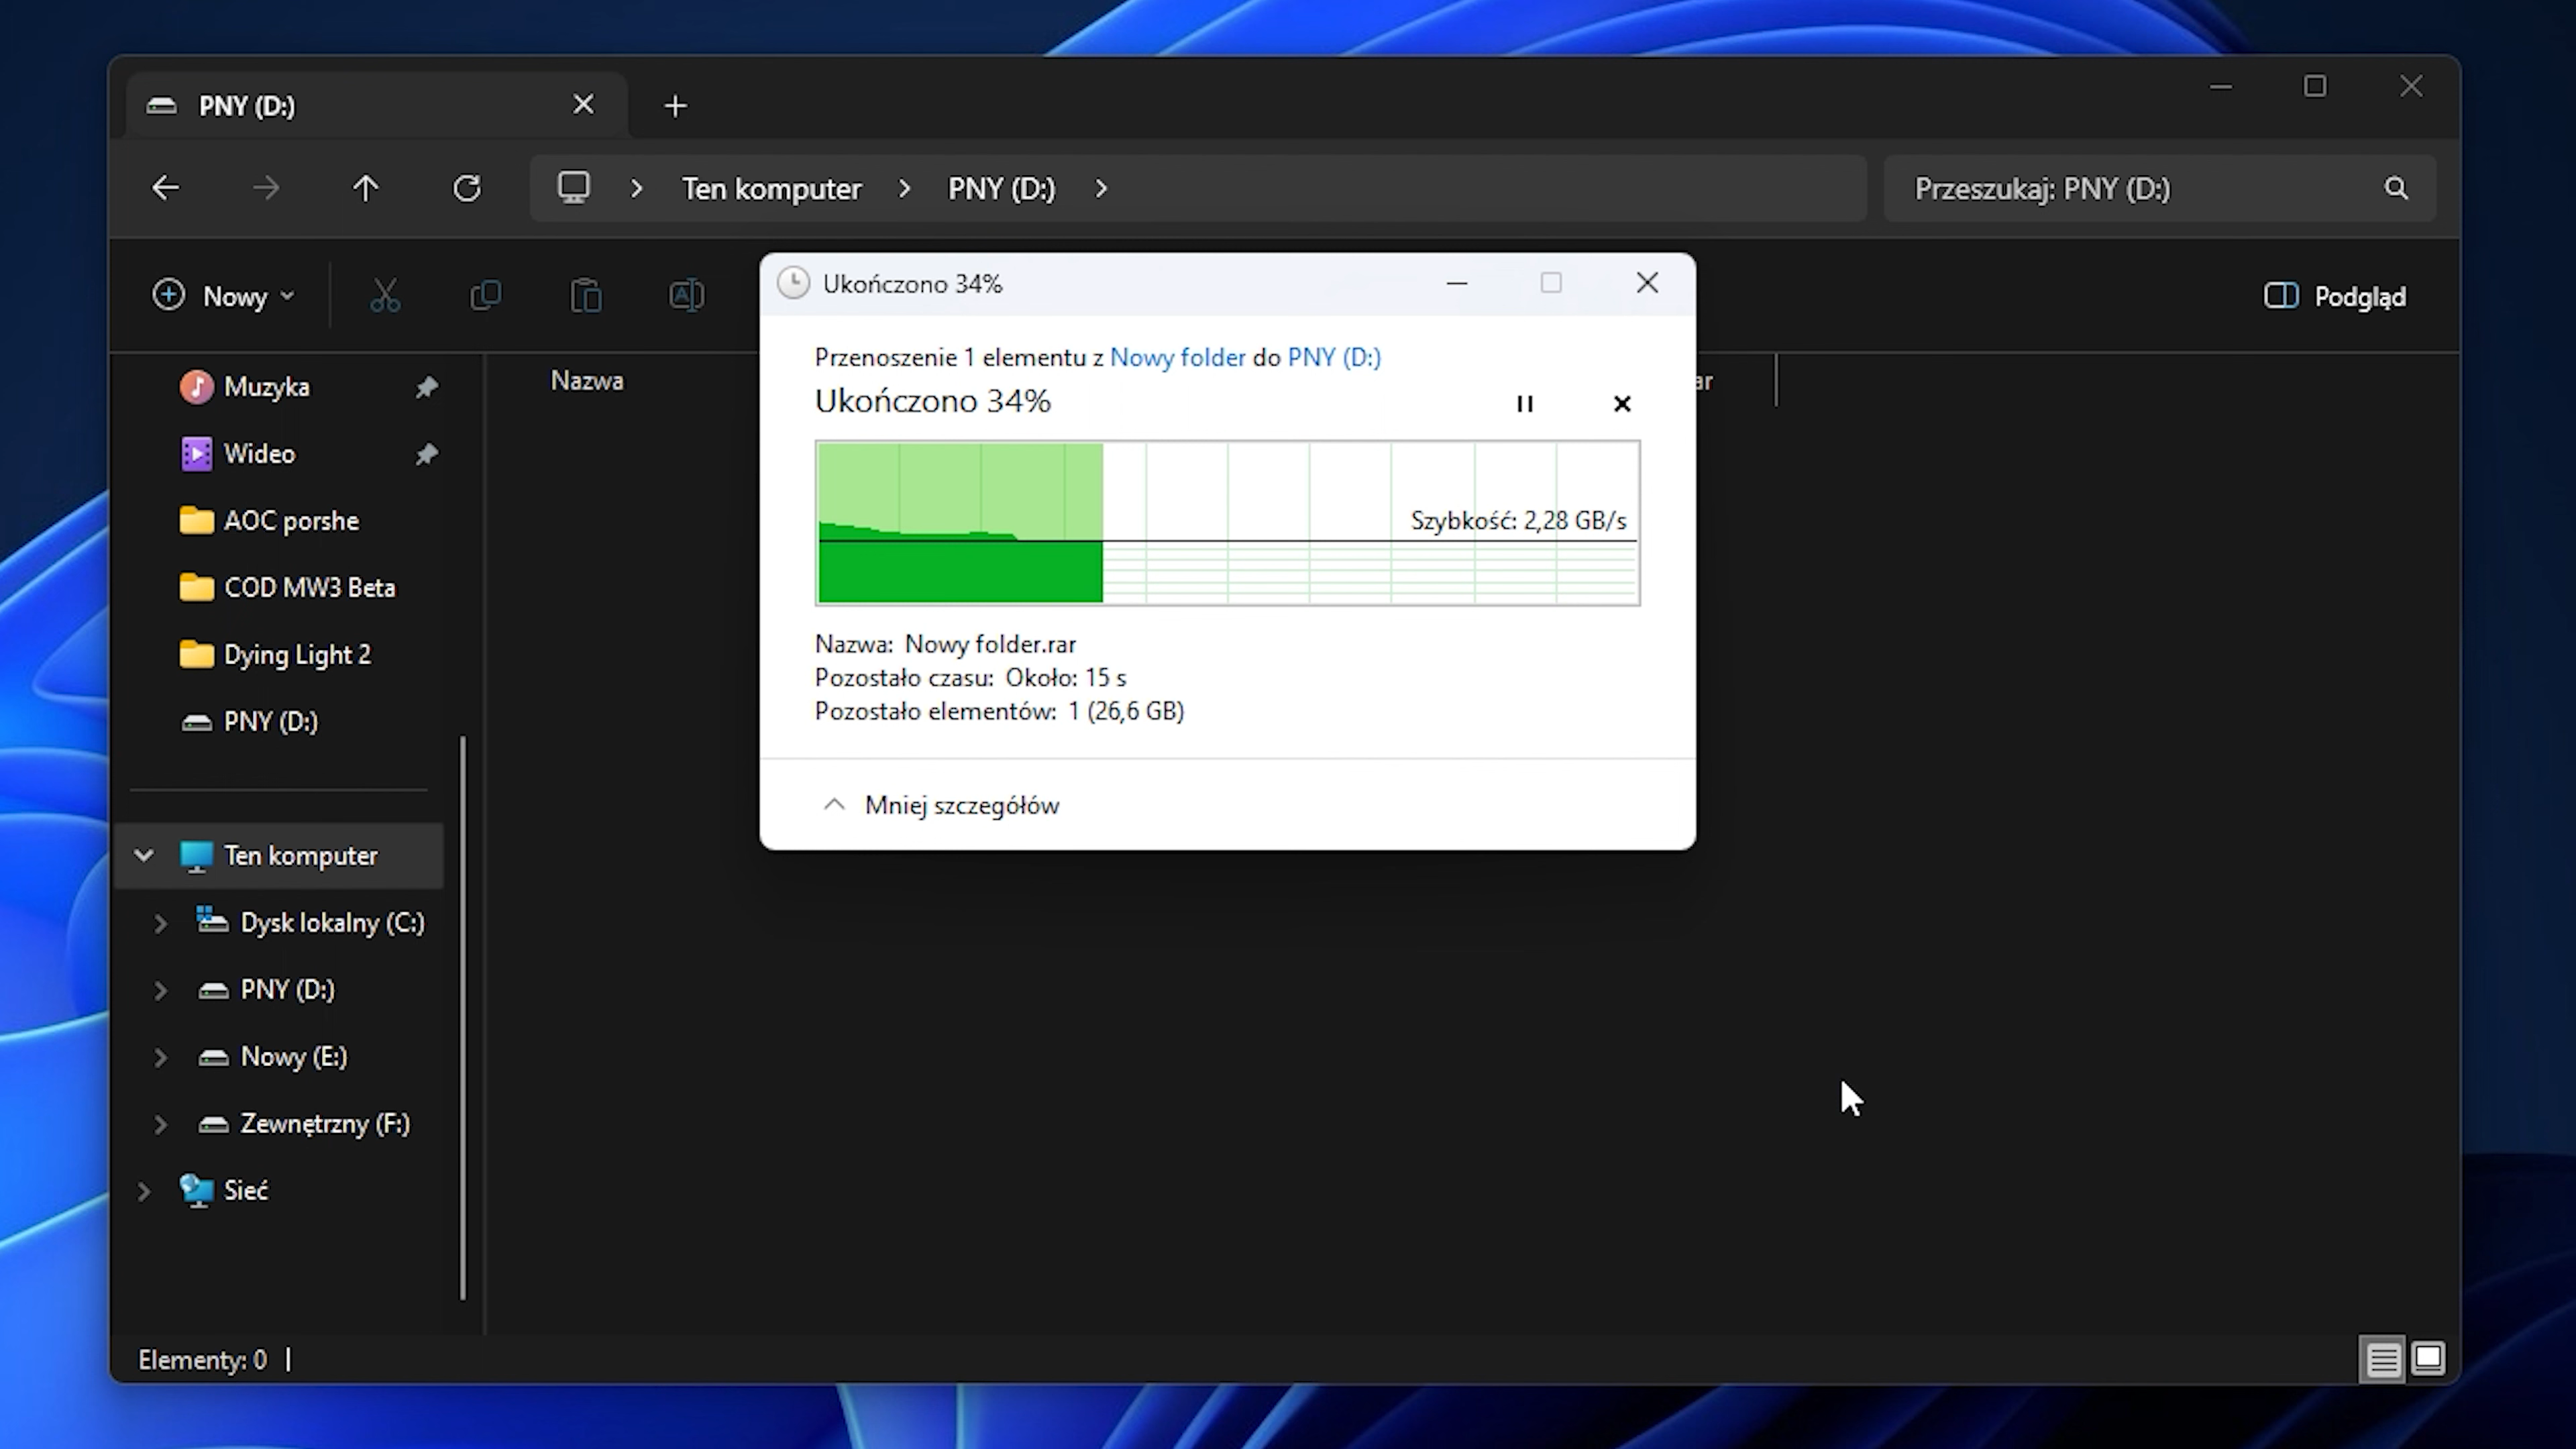 PNY (D:)
Ten komputer
PNY (D:)
Przeszukaj: PNY (D:)
Nowy
Podgląd
Muzyka
Wideo
AOC porshe
COD MW3 Beta
Dying Light 2
PNY (D:)
Ten komputer
Dysk lokalny (C:)
PNY (D:)
Nowy (E:)
Zewnętrzny (F:)
Sieć
Nazwa
ar
Ukończono 34%
Przenoszenie 1 elementu z Nowy folder do PNY (D:)
Ukończono 34%
Szybkość: 2,28 GB/s
Nazwa: Nowy folder.rar
Pozostało czasu: Około: 15 s
Pozostało elementów: 1 (26,6 GB)
Mniej szczegółów
Elementy: 0